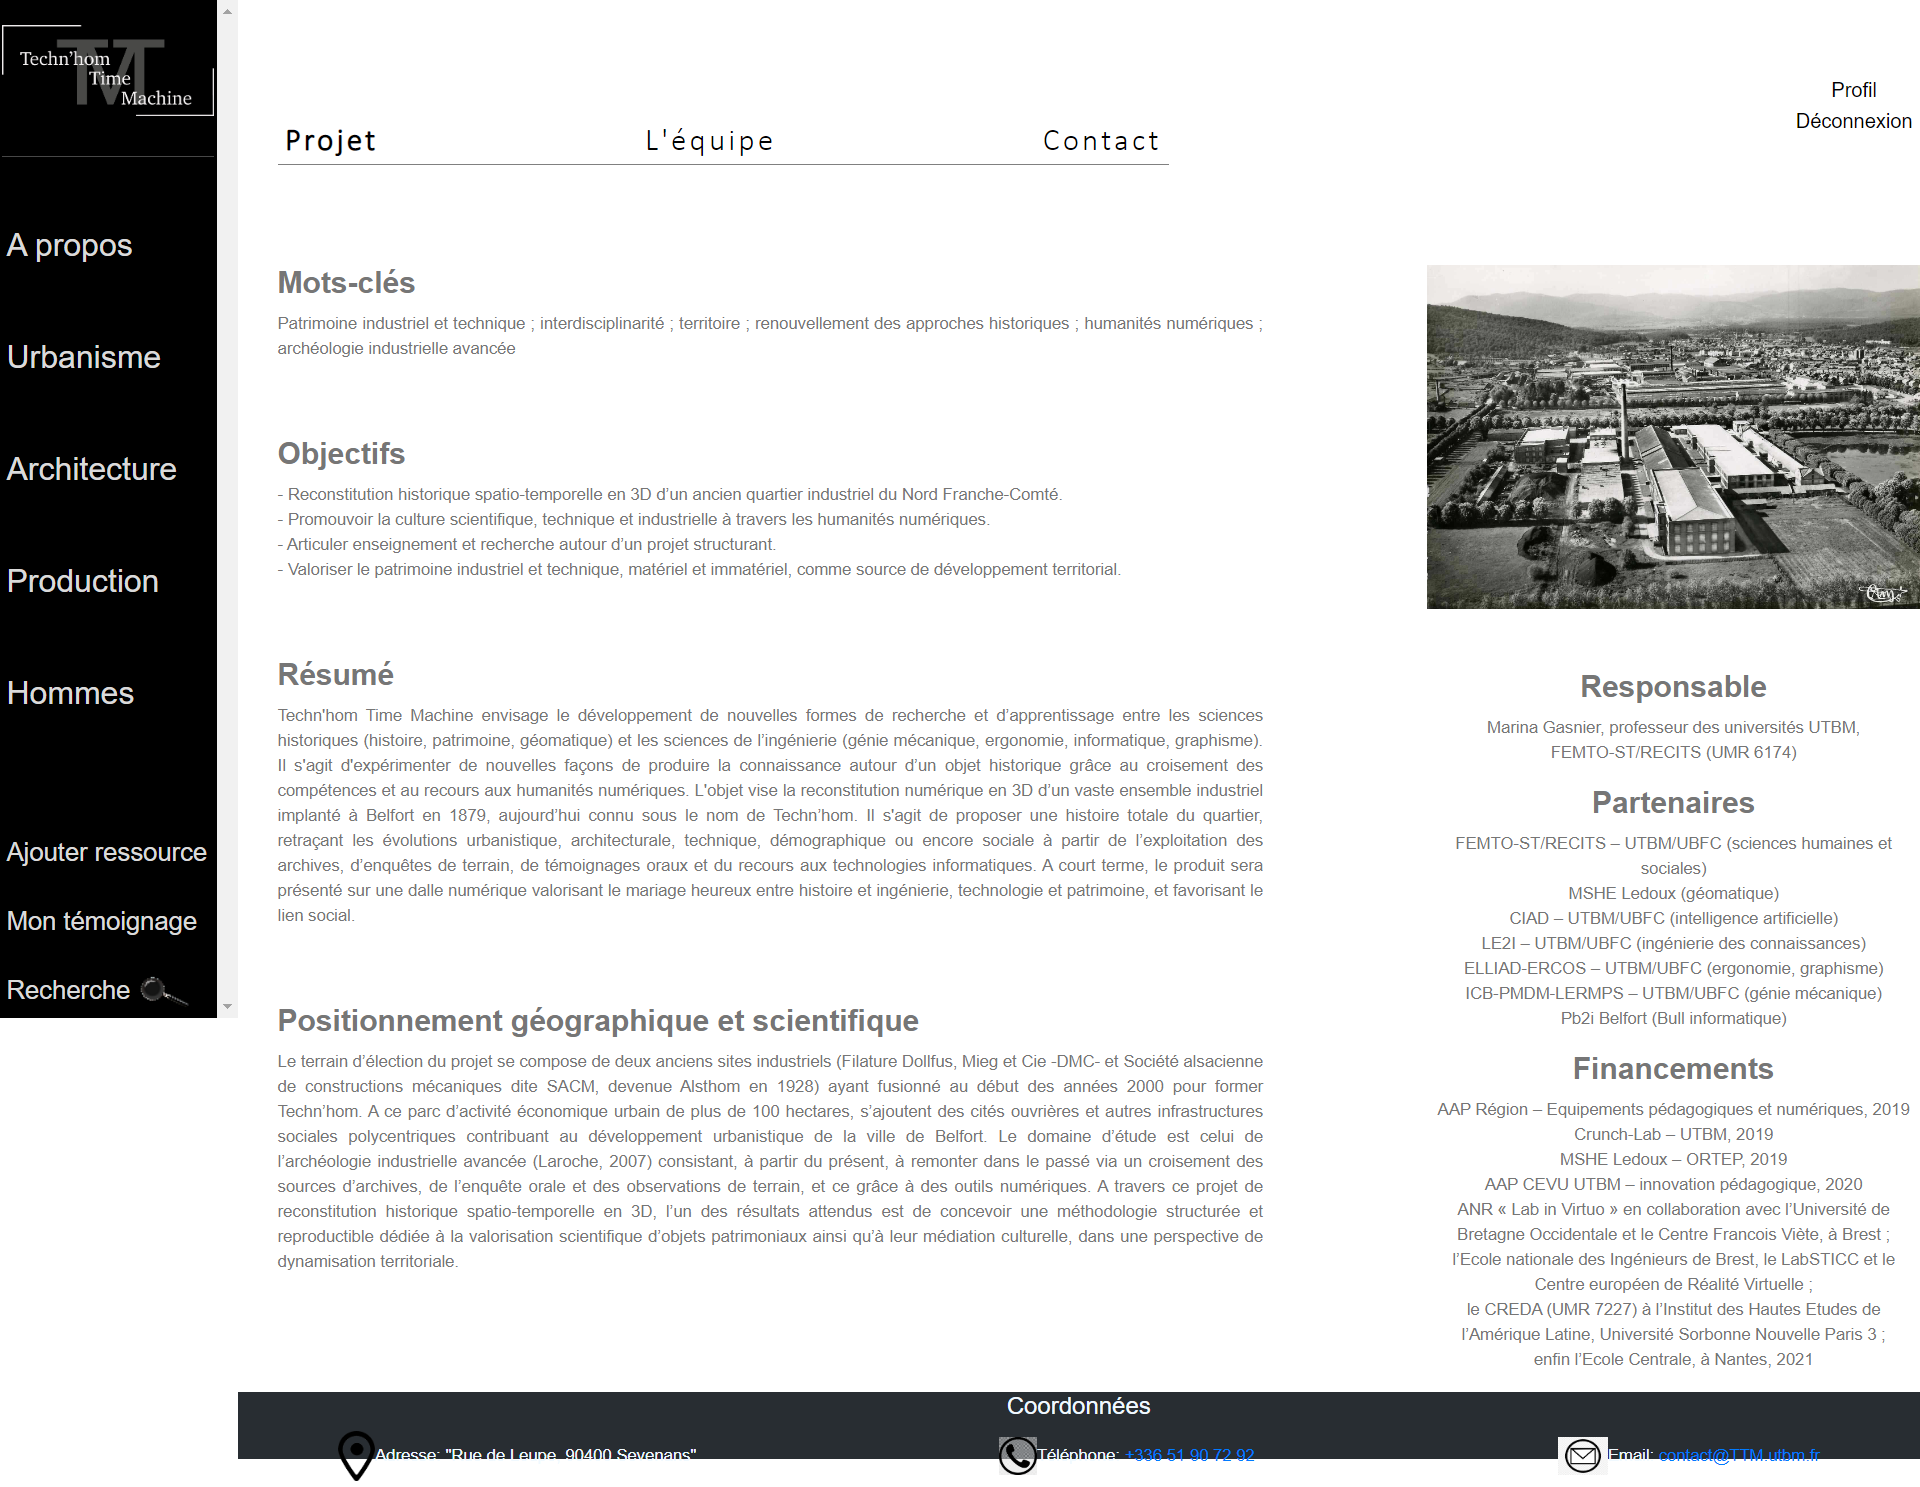 Techn'hom
Time
Machine
A propos
Urbanisme
Architecture
Production
Hommes
Ajouter ressource
Mon témoignage
Recherche
Profil
Déconnexion
Projet
L'équipe
Contact
Mots-clés
Patrimoine industriel et technique ; interdisciplinarité ; territoire ; renouvellement des approches historiques ; humanités numériques ;
archéologie industrielle avancée
Objectifs
- Reconstitution historique spatio-temporelle en 3D d’un ancien quartier industriel du Nord Franche-Comté.
- Promouvoir la culture scientifique, technique et industrielle à travers les humanités numériques.
- Articuler enseignement et recherche autour d’un projet structurant.
- Valoriser le patrimoine industriel et technique, matériel et immatériel, comme source de développement territorial.
Résumé
Techn'hom Time Machine envisage le développement de nouvelles formes de recherche et d’apprentissage entre les sciences
historiques (histoire, patrimoine, géomatique) et les sciences de l’ingénierie (génie mécanique, ergonomie, informatique, graphisme).
Il s'agit d'expérimenter de nouvelles façons de produire la connaissance autour d’un objet historique grâce au croisement des
compétences et au recours aux humanités numériques. L'objet vise la reconstitution numérique en 3D d’un vaste ensemble industriel
implanté à Belfort en 1879, aujourd’hui connu sous le nom de Techn’hom. Il s'agit de proposer une histoire totale du quartier,
retraçant les évolutions urbanistique, architecturale, technique, démographique ou encore sociale à partir de l’exploitation des
archives, d’enquêtes de terrain, de témoignages oraux et du recours aux technologies informatiques. A court terme, le produit sera
présenté sur une dalle numérique valorisant le mariage heureux entre histoire et ingénierie, technologie et patrimoine, et favorisant le
lien social.
Positionnement géographique et scientifique
Le terrain d’élection du projet se compose de deux anciens sites industriels (Filature Dollfus, Mieg et Cie -DMC- et Société alsacienne
de constructions mécaniques dite SACM, devenue Alsthom en 1928) ayant fusionné au début des années 2000 pour former
Techn’hom. A ce parc d’activité économique urbain de plus de 100 hectares, s’ajoutent des cités ouvrières et autres infrastructures
sociales polycentriques contribuant au développement urbanistique de la ville de Belfort. Le domaine d’étude est celui de
l’archéologie industrielle avancée (Laroche, 2007) consistant, à partir du présent, à remonter dans le passé via un croisement des
sources d’archives, de l’enquête orale et des observations de terrain, et ce grâce à des outils numériques. A travers ce projet de
reconstitution historique spatio-temporelle en 3D, l’un des résultats attendus est de concevoir une méthodologie structurée et
reproductible dédiée à la valorisation scientifique d’objets patrimoniaux ainsi qu’à leur médiation culturelle, dans une perspective de
dynamisation territoriale.
Responsable
Marina Gasnier, professeur des universités UTBM,
FEMTO-ST/RECITS (UMR 6174)
Partenaires
FEMTO-ST/RECITS – UTBM/UBFC (sciences humaines et
sociales)
MSHE Ledoux (géomatique)
CIAD – UTBM/UBFC (intelligence artificielle)
LE2I – UTBM/UBFC (ingénierie des connaissances)
ELLIAD-ERCOS – UTBM/UBFC (ergonomie, graphisme)
ICB-PMDM-LERMPS – UTBM/UBFC (génie mécanique)
Pb2i Belfort (Bull informatique)
Financements
AAP Région – Equipements pédagogiques et numériques, 2019
Crunch-Lab – UTBM, 2019
MSHE Ledoux – ORTEP, 2019
AAP CEVU UTBM – innovation pédagogique, 2020
ANR « Lab in Virtuo » en collaboration avec l’Université de
Bretagne Occidentale et le Centre Francois Viète, à Brest ;
l’Ecole nationale des Ingénieurs de Brest, le LabSTICC et le
Centre européen de Réalité Virtuelle ;
le CREDA (UMR 7227) à l’Institut des Hautes Etudes de
l’Amérique Latine, Université Sorbonne Nouvelle Paris 3 ;
enfin l’Ecole Centrale, à Nantes, 2021
Coordonnées
Adresse: "Rue de Leupe, 90400 Sevenans"
Téléphone: +336 51 90 72 92
Email: contact@TTM.utbm.fr